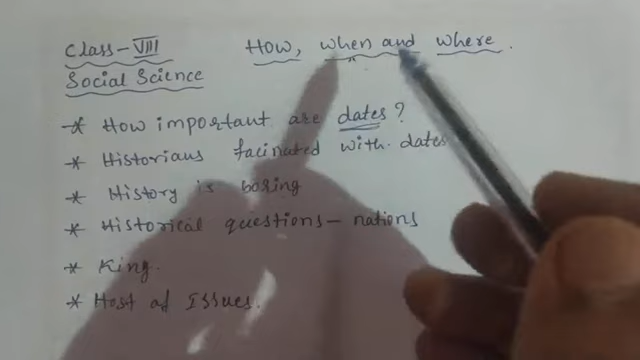 Class-VIII How, when and where.
Social Science
* How important are dates?
* Historians facinated with dates
* History is boring
* Historical questions - nations
* King.
* Host of Issues.